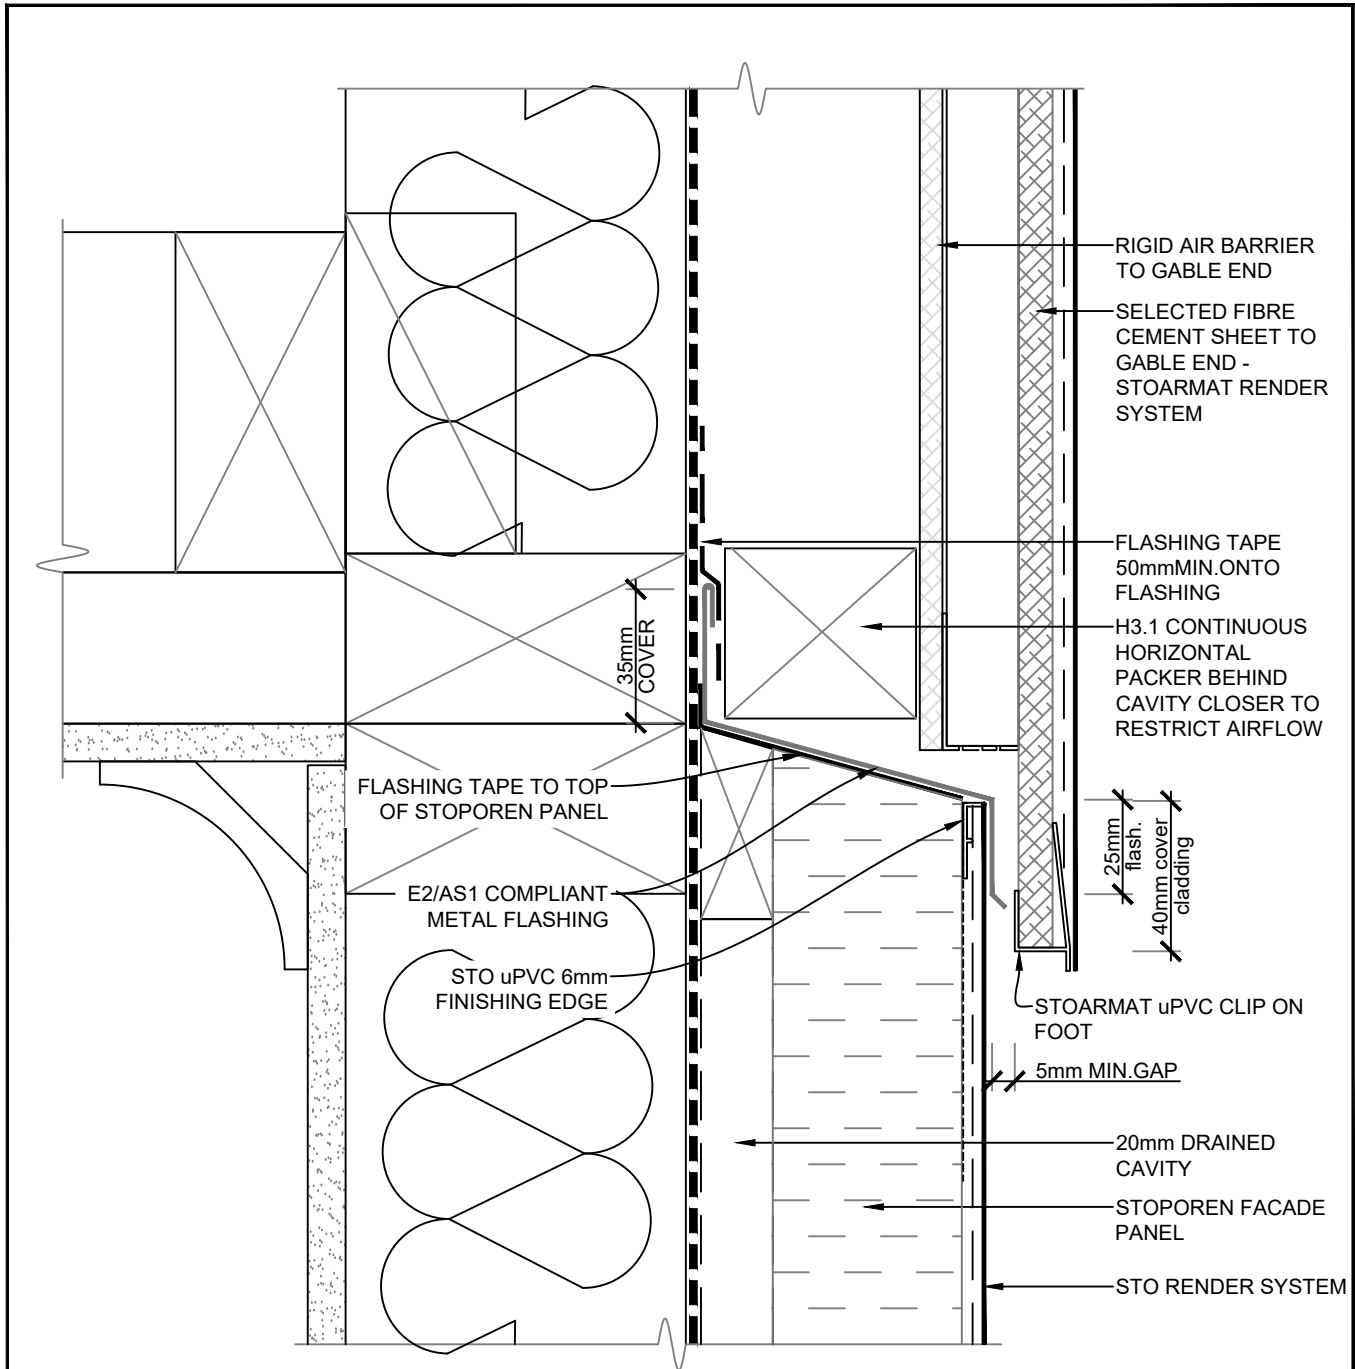 RIGID AIR BARRIER
TO GABLE END
SELECTED FIBRE
CEMENT SHEET TO
GABLE END -
STOARMAT RENDER
SYSTEM
FLASHING TAPE
50mmMIN.ONTO
FLASHING
H3.1 CONTINUOUS
HORIZONTAL
PACKER BEHIND
CAVITY CLOSER TO
RESTRICT AIRFLOW
35mm
COVER
FLASHING TAPE TO TOP
OF STOPOREN PANEL
25mm
flash.
40mm cover
cladding
E2/AS1 COMPLIANT
METAL FLASHING
STO uPVC 6mm
FINISHING EDGE
STOARMAT uPVC CLIP ON
FOOT
5mm MIN.GAP
20mm DRAINED
CAVITY
STOPOREN FACADE
PANEL
STO RENDER SYSTEM